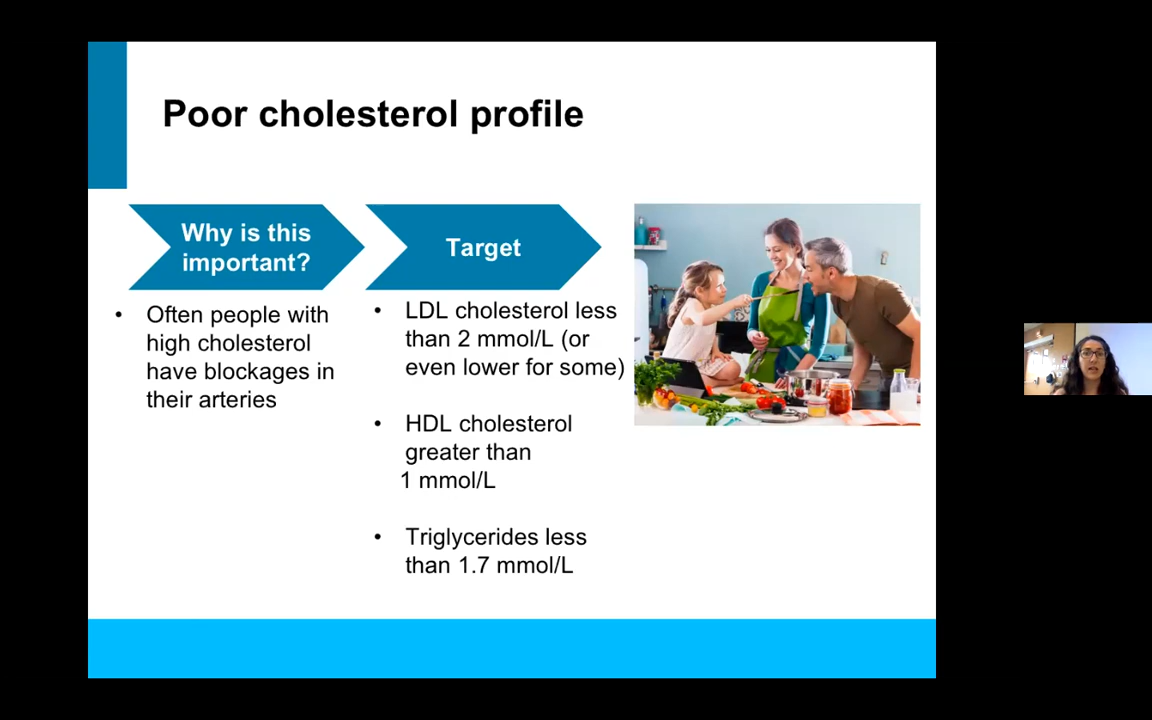 Poor cholesterol profile
Why is this
important?
• Often people with
high cholesterol
have blockages in
their arteries
Target
• LDL cholesterol less
than 2 mmol/L (or
even lower for some)
• HDL cholesterol
greater than
1 mmol/L
• Triglycerides less
than 1.7 mmol/L